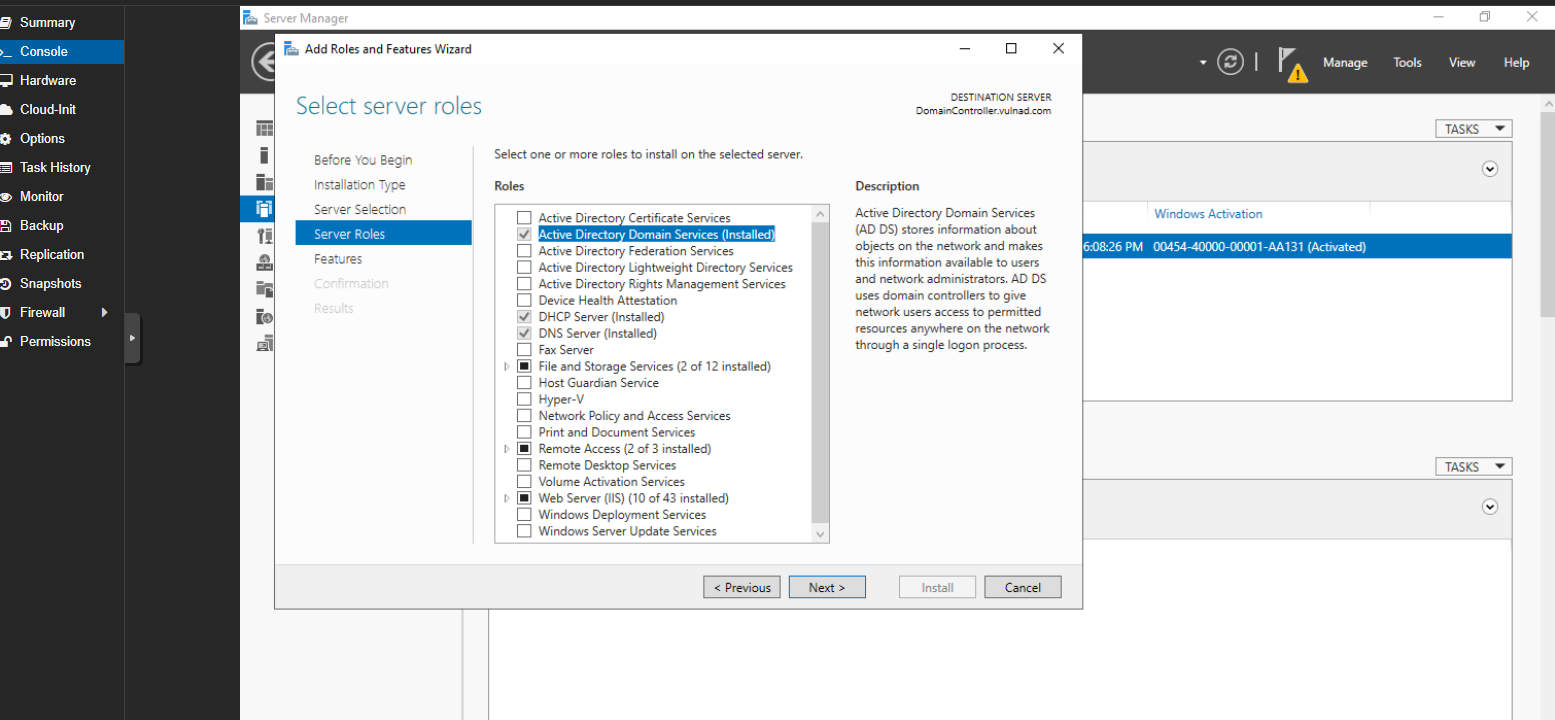 Summary
Console
Hardware
Cloud-Init
Options
Task History
Monitor
Backup
Replication
Snapshots
Firewall
Permissions
Server Manager
Manage
Tools
View
Help
Add Roles and Features Wizard
Select server roles
DESTINATION SERVER
DomainController.vulnad.com
Before You Begin
Installation Type
Server Selection
Server Roles
Features
Confirmation
Results
Select one or more roles to install on the selected server.
Roles
Active Directory Certificate Services
Active Directory Domain Services (Installed)
Active Directory Federation Services
Active Directory Lightweight Directory Services
Active Directory Rights Management Services
Device Health Attestation
DHCP Server (Installed)
DNS Server (Installed)
Fax Server
File and Storage Services (2 of 12 installed)
Host Guardian Service
Hyper-V
Network Policy and Access Services
Print and Document Services
Remote Access (2 of 3 installed)
Remote Desktop Services
Volume Activation Services
Web Server (IIS) (10 of 43 installed)
Windows Deployment Services
Windows Server Update Services
Description
Active Directory Domain Services
(AD DS) stores information about
objects on the network and makes
this information available to users
and network administrators. AD DS
uses domain controllers to give
network users access to permitted
resources anywhere on the network
through a single logon process.
< Previous
Next >
Install
Cancel
TASKS
Windows Activation
6:08:26 PM 00454-40000-00001-AA131 (Activated)
TASKS